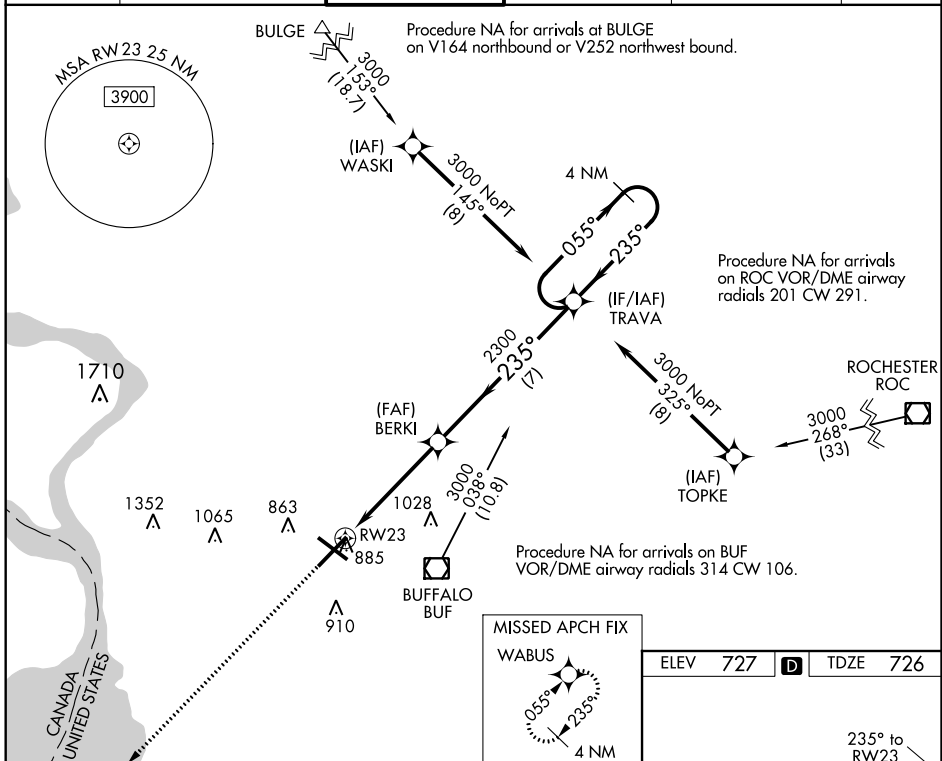 BULGE
Procedure NA for arrivals at BULGE
on V164 northbound or V252 northwest bound.
MSA RW23 25 NM
3900
3000
153°
(18.7)
(IAF)
WASKI
3000 NoPT
145°
(8)
4 NM
055°
235°
Procedure NA for arrivals
on ROC VOR/DME airway
radials 201 CW 291.
(IF/IAF)
TRAVA
2300
235°
(7)
1710
3000 NoPT
325°
(8)
ROCHESTER
ROC
3000
268°
(33)
(FAF)
BERKI
(IAF)
TOPKE
3000
038°
(10.8)
1352
1065
863
1028
RW23
885
Procedure NA for arrivals on BUF
VOR/DME airway radials 314 CW 106.
BUFFALO
BUF
910
MISSED APCH FIX
WABUS
055°
235°
4 NM
ELEV 727 D TDZE 726
CANADA
UNITED STATES
235° to
RW23